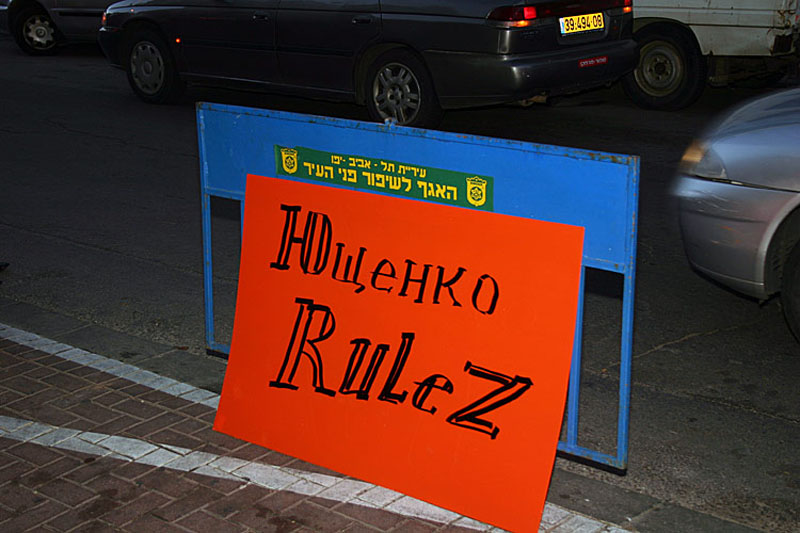 39.494.09
עיריית תל - אביב - יפו
האגף לשיפור פני העיר
Ющенко
RuleZ